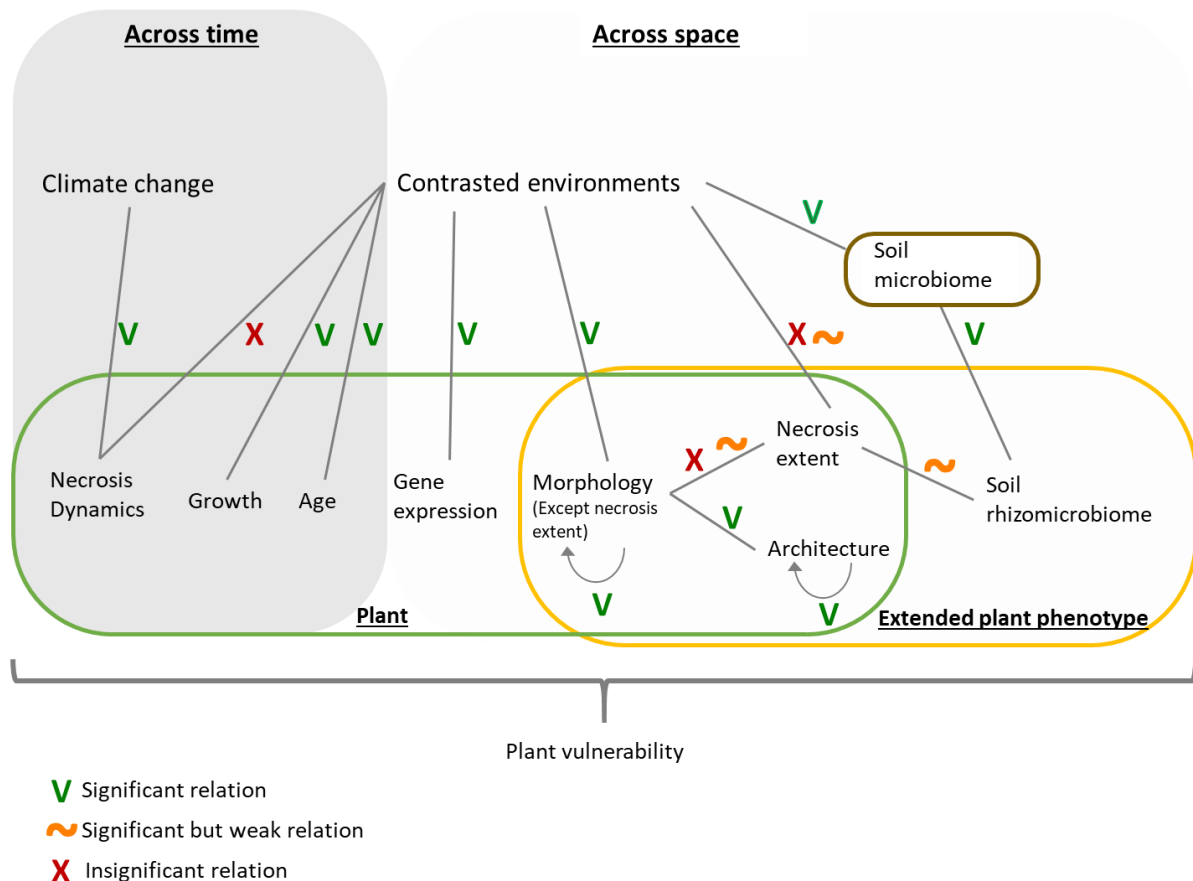 Across time
Across space
Climate change
Contrasted environments
V
Soil
microbiome
V
X
V
V
V
V
X ~
V
Necrosis
Dynamics
Growth
Age
Gene
expression
Morphology
(Except necrosis
extent)
X ~
Necrosis
extent
~
Soil
rhizomicrobiome
V
Architecture
V
V
Plant
Extended plant phenotype
Plant vulnerability
V Significant relation
~ Significant but weak relation
X Insignificant relation